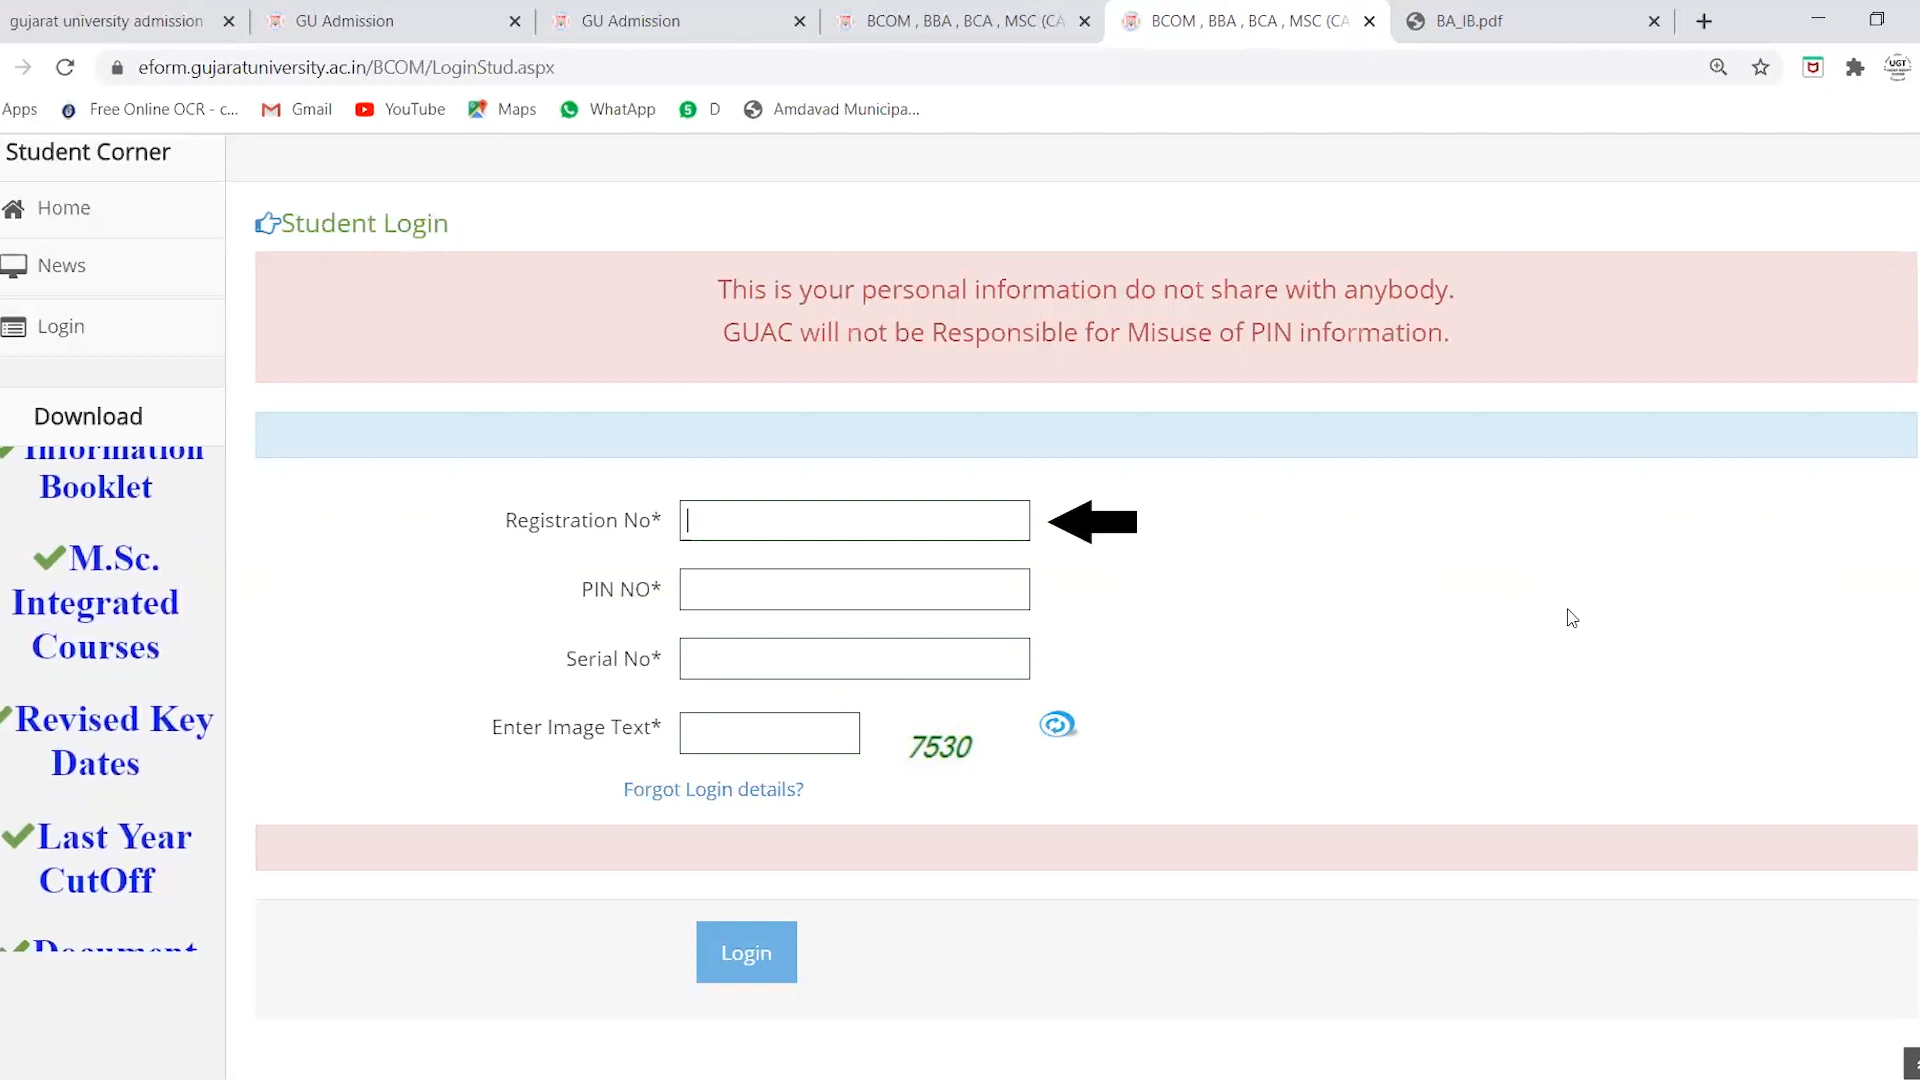 gujarat university admission
GU Admission
GU Admission
BCOM , BBA , BCA , MSC (CA
BCOM , BBA , BCA , MSC (CA
BA_IB.pdf
eform.gujaratuniversity.ac.in/BCOM/LoginStud.aspx
UGT
Apps
Free Online OCR - c...
Gmail
YouTube
Maps
WhatApp
5 D
Amdavad Municipa...
Student Corner
Home
News
Login
Download
Information
Booklet
M.Sc.
Integrated
Courses
Revised Key
Dates
Last Year
CutOff
Document
Student Login
This is your personal information do not share with anybody.
GUAC will not be Responsible for Misuse of PIN information.
Registration No*
PIN NO*
Serial No*
Enter Image Text*
7530
Forgot Login details?
Login